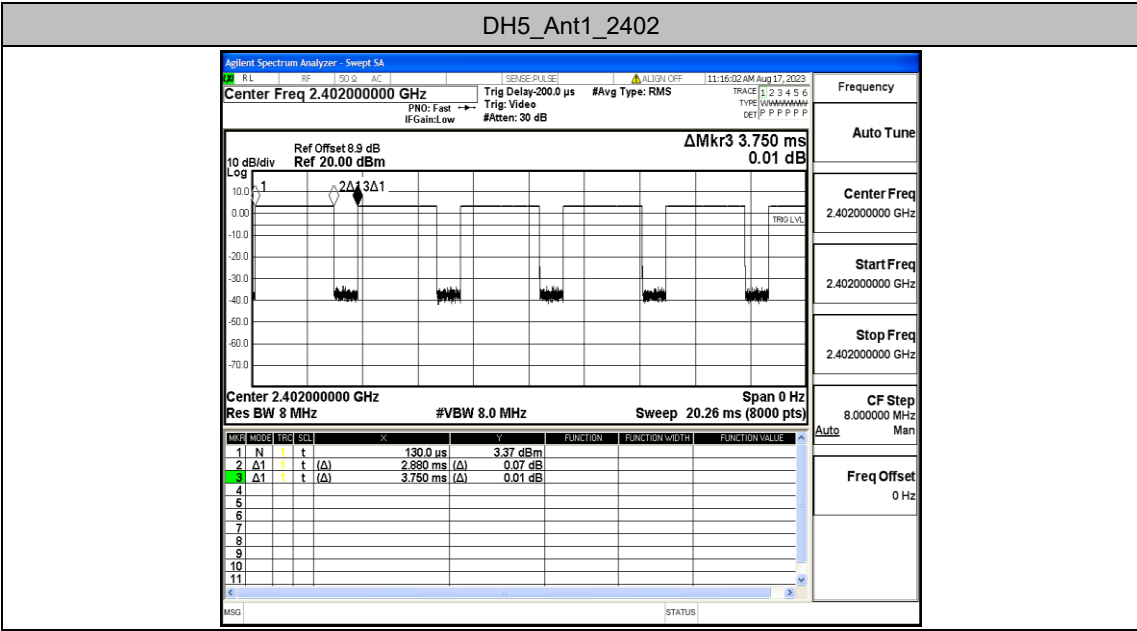 DH5_Ant1_2402
Agilent Spectrum Analyzer - Swept SA
LXI RL RF 50 Ω AC SENSE:PULSE ALIGN OFF 11:16:02 AM Aug 17, 2023
Center Freq 2.402000000 GHz
PNO: Fast
IFGain:Low
Trig Delay-200.0 µs
Trig: Video
#Atten: 30 dB
#Avg Type: RMS
TRACE 1 2 3 4 5 6
TYPE WWWWWW
DET P P P P P P
Frequency
Auto Tune
Center Freq
2.402000000 GHz
Start Freq
2.402000000 GHz
Stop Freq
2.402000000 GHz
CF Step
8.000000 MHz
Auto Man
Freq Offset
0 Hz
ΔMkr3 3.750 ms
0.01 dB
Ref Offset 8.9 dB
10 dB/div Ref 20.00 dBm
Log
1 2Δ1 3Δ1
10.0
0.00
TRIG LVL
-10.0
-20.0
-30.0
-40.0
-50.0
-60.0
-70.0
Center 2.402000000 GHz Span 0 Hz
Res BW 8 MHz #VBW 8.0 MHz Sweep 20.26 ms (8000 pts)
MKR MODE TRC SCL X Y FUNCTION FUNCTION WIDTH FUNCTION VALUE
1 N 1 t 130.0 µs 3.37 dBm
2 Δ1 1 t (Δ) 2.880 ms (Δ) 0.07 dB
3 Δ1 1 t (Δ) 3.750 ms (Δ) 0.01 dB
4
5
6
7
8
9
10
11
MSG STATUS